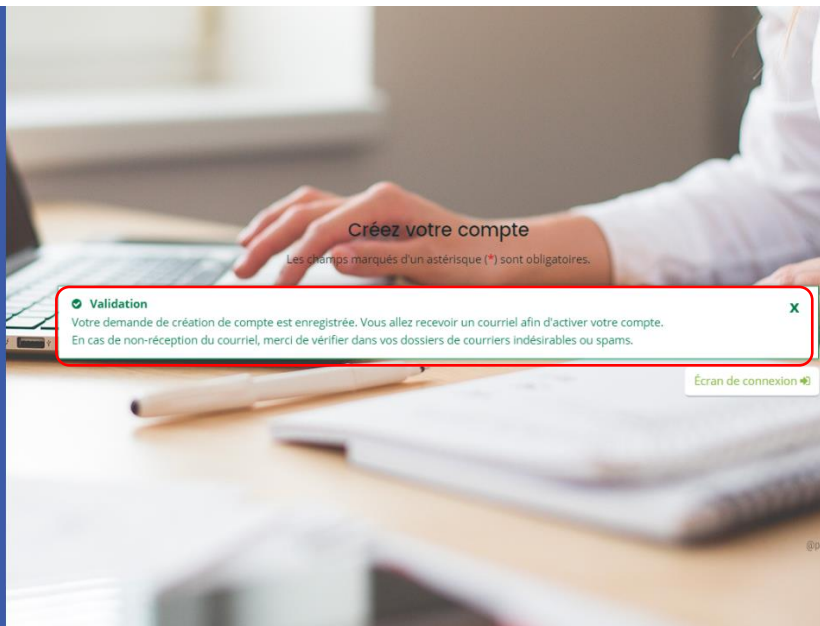 Créez votre compte
Les champs marqués d'un astérisque (*) sont obligatoires.
Validation
X
Votre demande de création de compte est enregistrée. Vous allez recevoir un courriel afin d'activer votre compte.
En cas de non-réception du courriel, merci de vérifier dans vos dossiers de courriers indésirables ou spams.
Écran de connexion
@p